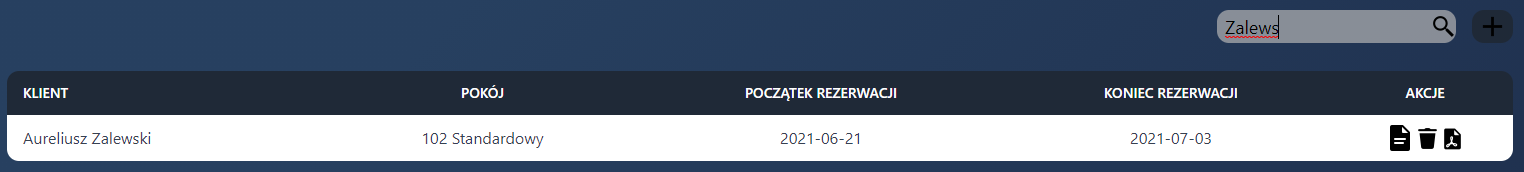 Zalews
KLIENT POKÓJ POCZĄTEK REZERWACJI KONIEC REZERWACJI AKCJE
Aureliusz Zalewski 102 Standardowy 2021-06-21 2021-07-03